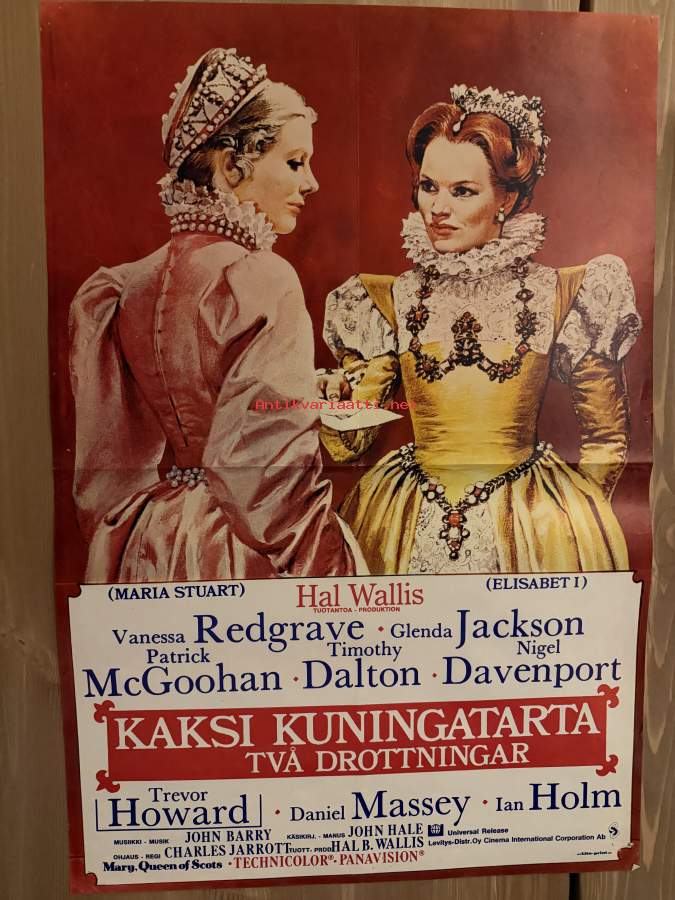 Antikvariaatti.net
(MARIA STUART)
Hal Wallis
(ELISABET I)
TUOTANTOA - PRODUKTION
Vanessa Redgrave · Glenda Jackson
Patrick Timothy Nigel
McGoohan · Dalton · Davenport
KAKSI KUNINGATARTA
TVÅ DROTTNINGAR
Trevor
Howard · Daniel Massey · Ian Holm
MUSIIKKI - MUSIK JOHN BARRY KÄSIKIRJ. - MANUS JOHN HALE Universal Release
OHJAUS - REGI CHARLES JARROTT TUOTT. - PROD HAL B. WALLIS Levitys-Distr. Oy Cinema International Corporation Ab S
Mary, Queen of Scots · TECHNICOLOR® · PANAVISION®